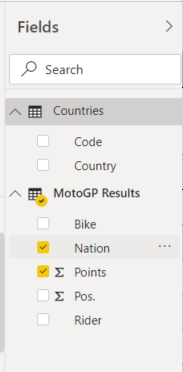 Fields
Search
Countries
Code
Country
MotoGP Results
Bike
Nation
Σ Points
Σ Pos.
Rider